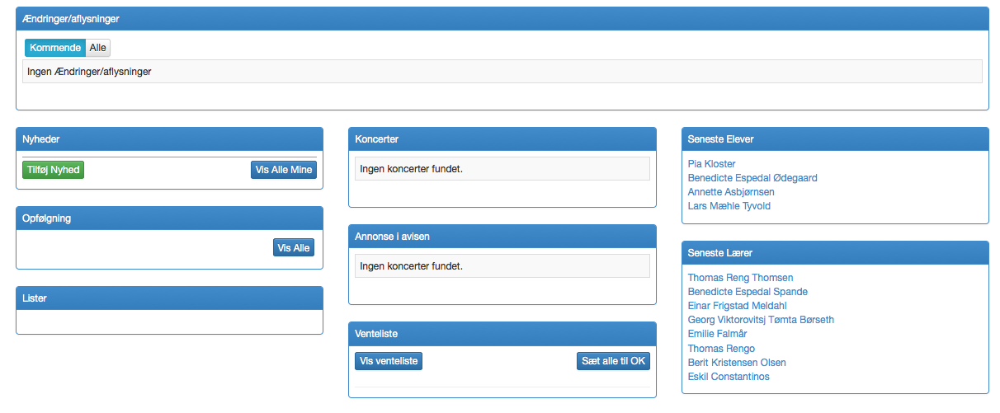 Ændringer/aflysninger
Kommende Alle
Ingen Ændringer/aflysninger
Nyheder
Tilføj Nyhed Vis Alle Mine
Opfølgning
Vis Alle
Lister
Koncerter
Ingen koncerter fundet.
Annonse i avisen
Ingen koncerter fundet.
Venteliste
Vis venteliste Sæt alle til OK
Seneste Elever
Pia Kloster
Benedicte Espedal Ødegaard
Annette Asbjørnsen
Lars Mæhle Tyvold
Seneste Lærer
Thomas Reng Thomsen
Benedicte Espedal Spande
Einar Frigstad Meldahl
Georg Viktorovitsj Tømta Børseth
Emilie Falmår
Thomas Rengo
Berit Kristensen Olsen
Eskil Constantinos